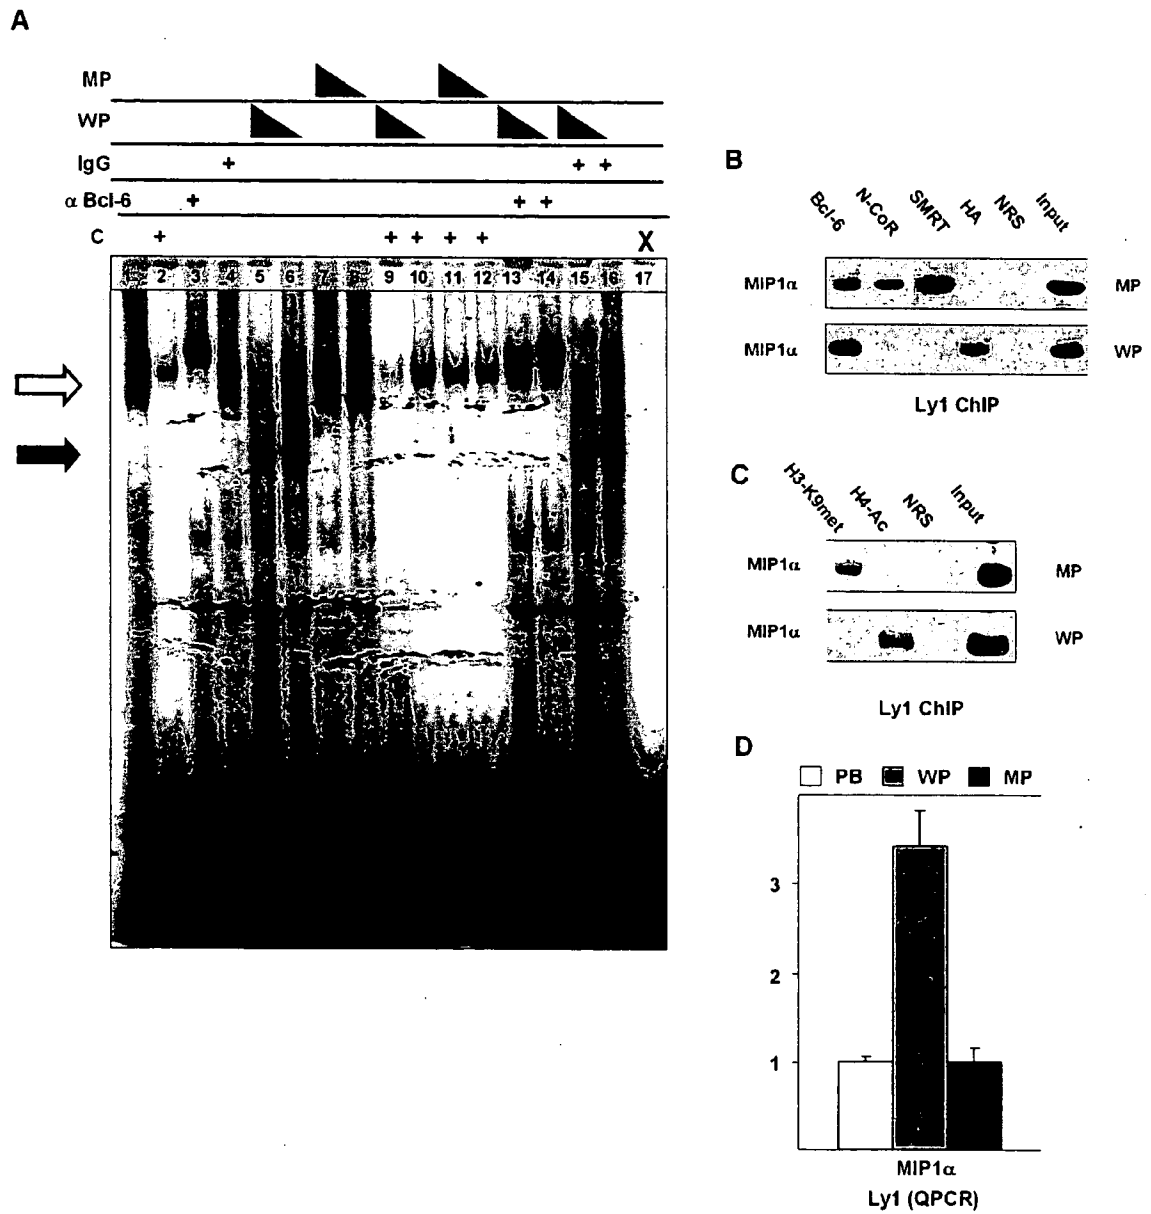 A
MP
WP
IgG + + +
α Bcl-6 + + +
C + + + + + X
2 3 4 5 6 7 8 9 10 11 12 13 14 15 16 17
B
Bcl-6 N-CoR SMRT HA NRS Input
MIP1α MP
MIP1α WP
Ly1 ChIP
C
H3-K9met H4-Ac NRS Input
MIP1α MP
MIP1α WP
Ly1 ChIP
D
PB WP MP
3
2
1
MIP1α
Ly1 (QPCR)